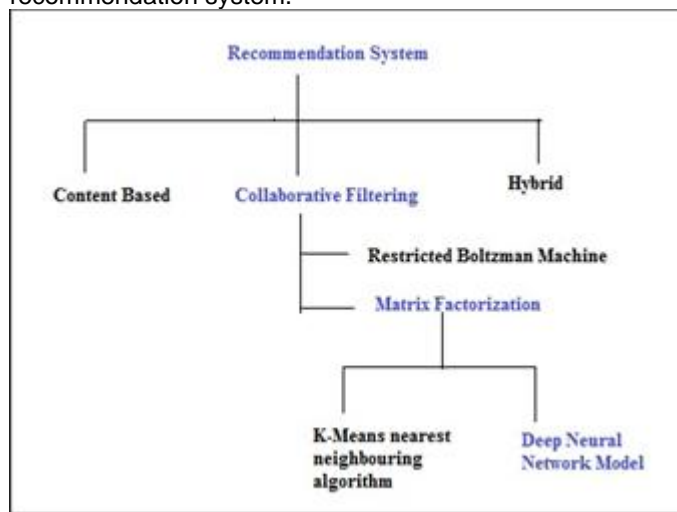 recommendation system.
Recommendation System
Content Based
Collaborative Filtering
Hybrid
Restricted Boltzman Machine
Matrix Factorization
K-Means nearest
neighbouring
algorithm
Deep Neural
Network Model